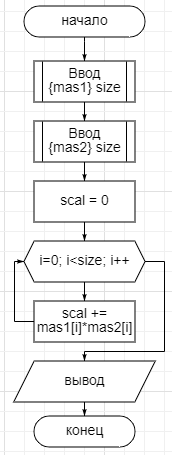 начало
Ввод
{mas1} size
Ввод
{mas2} size
scal = 0
i=0; i<size; i++
scal +=
mas1[i]*mas2[i]
вывод
конец